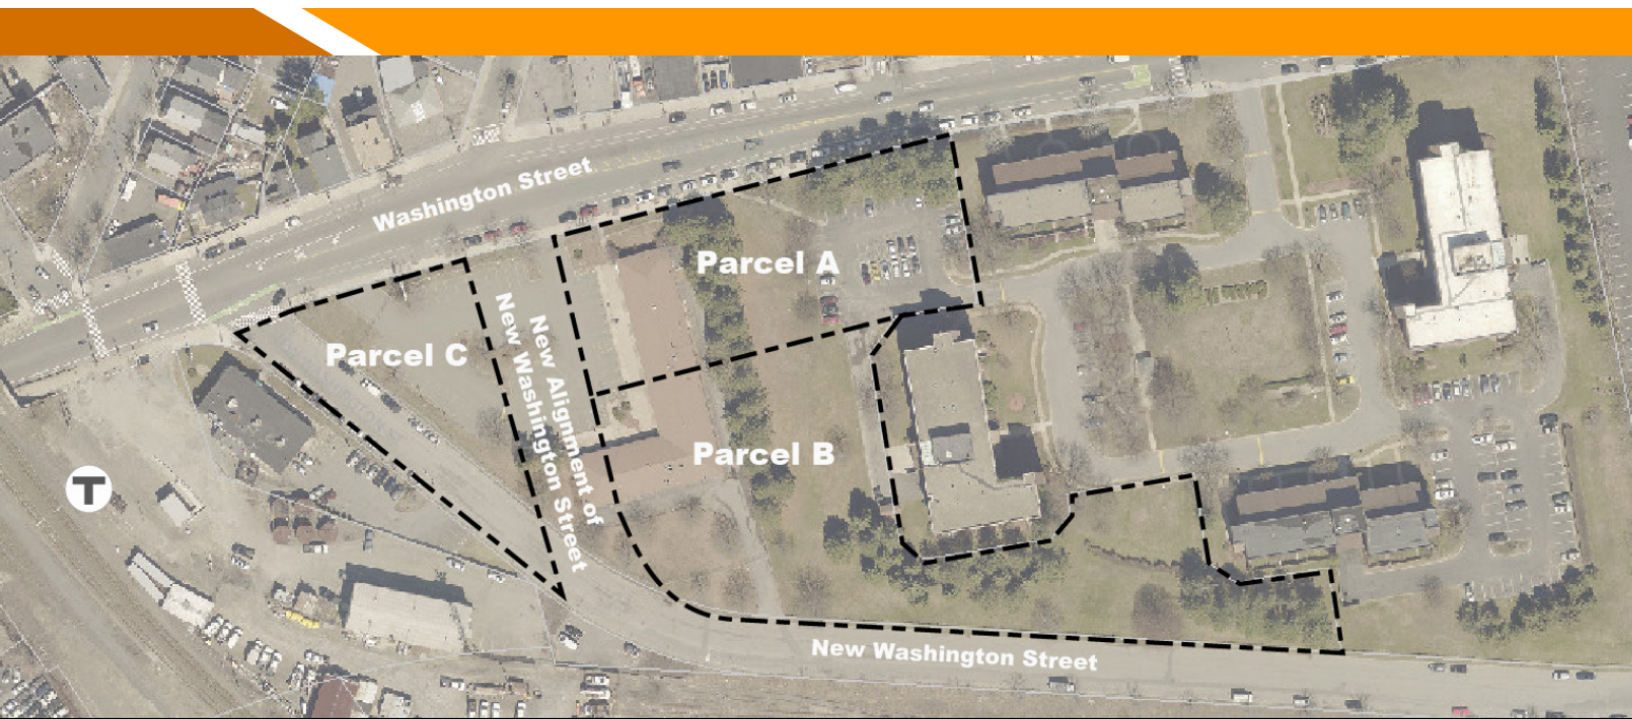 Washington Street
Parcel A
Parcel C
New Alignment of
New Washington Street
Parcel B
T
New Washington Street